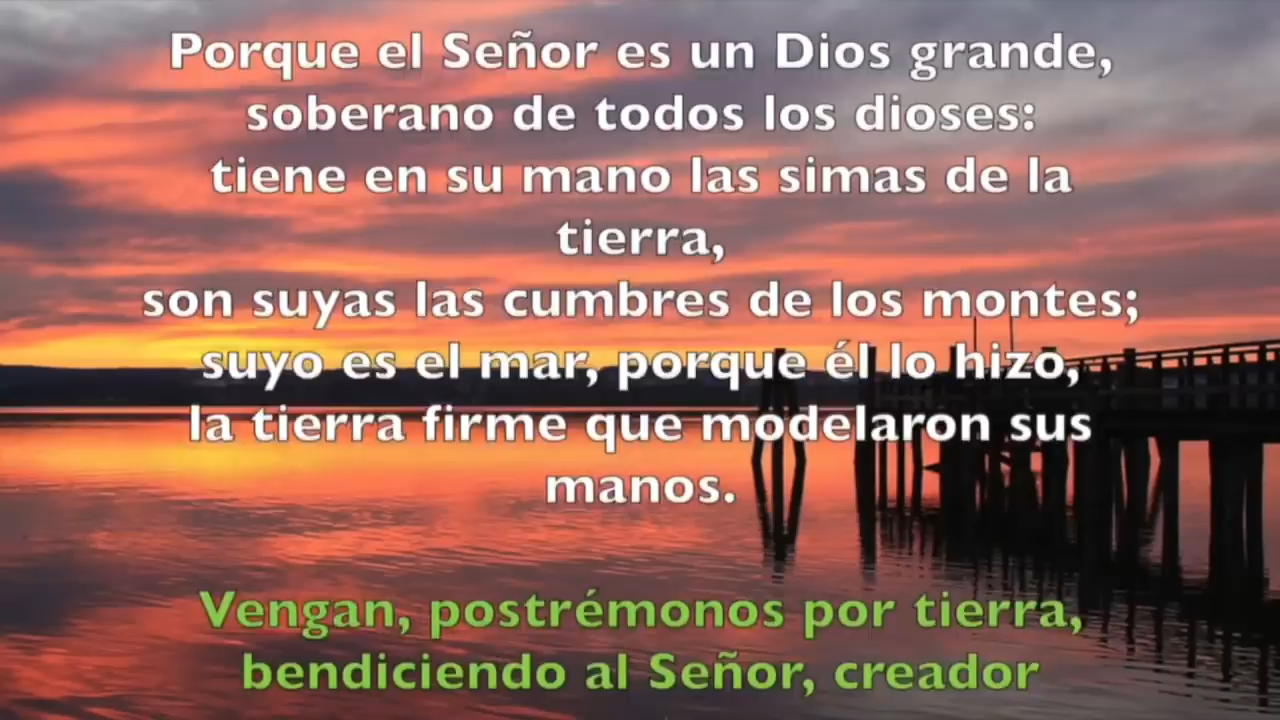 Porque el Señor es un Dios grande,
soberano de todos los dioses:
tiene en su mano las simas de la
tierra,
son suyas las cumbres de los montes;
suyo es el mar, porque él lo hizo,
la tierra firme que modelaron sus
manos.
Vengan, postrémonos por tierra,
bendiciendo al Señor, creador